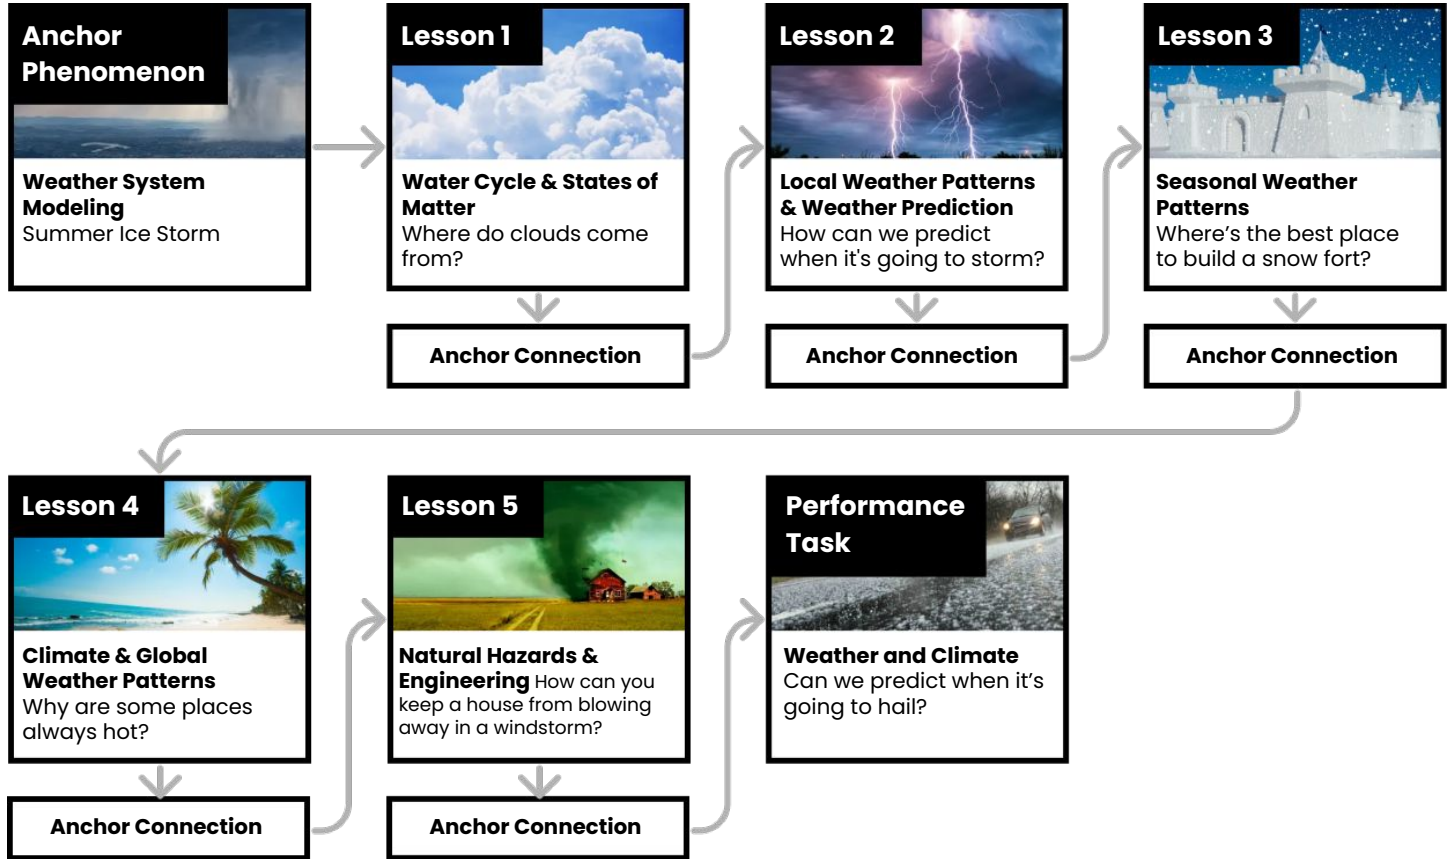 Anchor
Phenomenon
Weather System
Modeling
Summer Ice Storm
Lesson 1
Water Cycle & States of
Matter
Where do clouds come
from?
Anchor Connection
Lesson 2
Local Weather Patterns
& Weather Prediction
How can we predict
when it's going to storm?
Anchor Connection
Lesson 3
Seasonal Weather
Patterns
Where’s the best place
to build a snow fort?
Anchor Connection
Lesson 4
Climate & Global
Weather Patterns
Why are some places
always hot?
Anchor Connection
Lesson 5
Natural Hazards &
Engineering How can you
keep a house from blowing
away in a windstorm?
Anchor Connection
Performance
Task
Weather and Climate
Can we predict when it’s
going to hail?